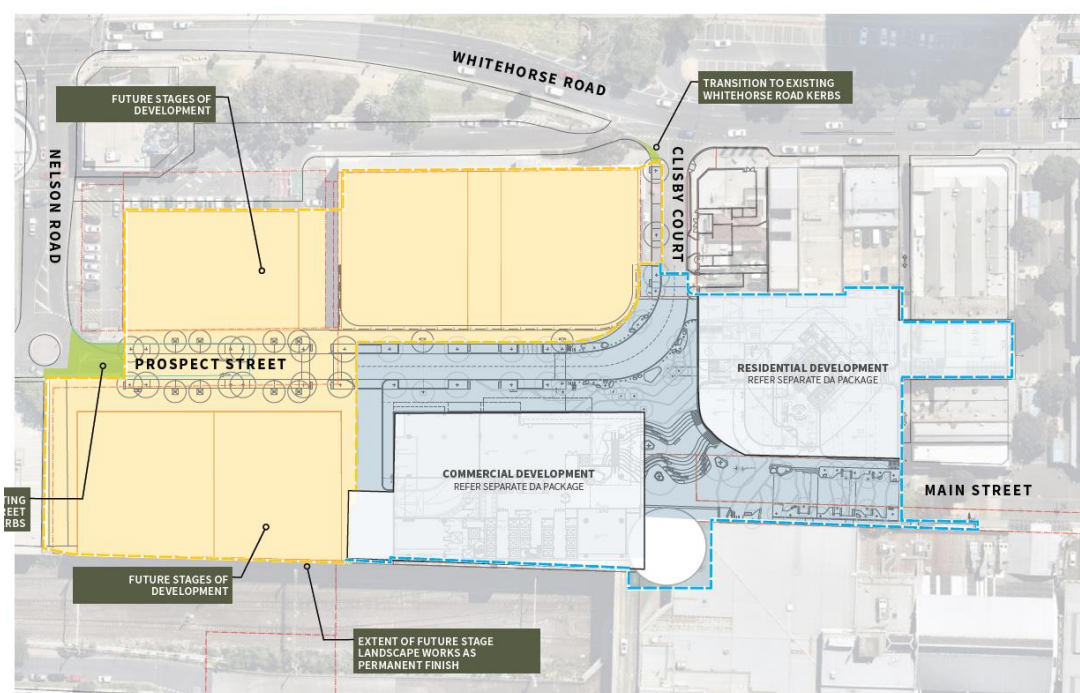 WHITEHORSE ROAD
TRANSITION TO EXISTING
WHITEHORSE ROAD KERBS
FUTURE STAGES OF
DEVELOPMENT
NELSON ROAD
CLISBY COURT
PROSPECT STREET
RESIDENTIAL DEVELOPMENT
REFER SEPARATE DA PACKAGE
COMMERCIAL DEVELOPMENT
REFER SEPARATE DA PACKAGE
MAIN STREET
TING
REET
RBS
FUTURE STAGES OF
DEVELOPMENT
EXTENT OF FUTURE STAGE
LANDSCAPE WORKS AS
PERMANENT FINISH